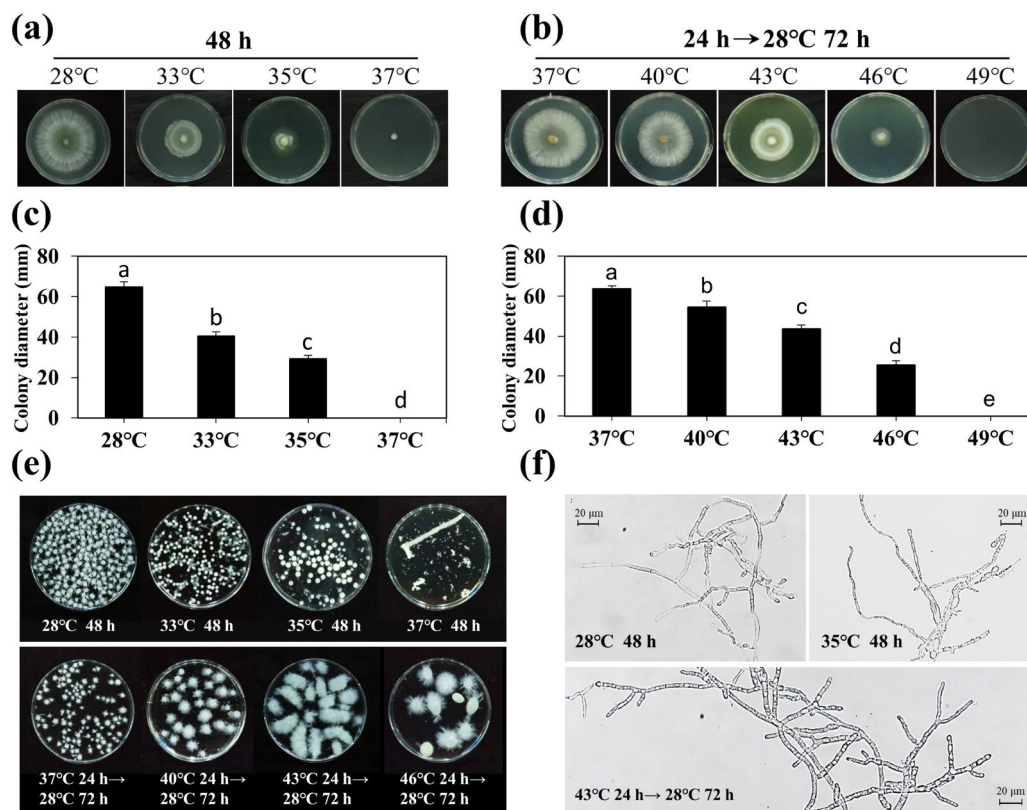 (a)
48 h
28°C 33°C 35°C 37°C
(b)
24 h→28°C 72 h
37°C 40°C 43°C 46°C 49°C
(c)
Colony diameter (mm)
80
60
40
20
0
a
b
c
d
28°C 33°C 35°C 37°C
(d)
Colony diameter (mm)
80
60
40
20
0
a
b
c
d
e
37°C 40°C 43°C 46°C 49°C
(e)
28°C 48 h 33°C 48 h 35°C 48 h 37°C 48 h
37°C 24 h→ 40°C 24 h→ 43°C 24 h→ 46°C 24 h→
28°C 72 h 28°C 72 h 28°C 72 h 28°C 72 h
(f)
20 μm
28°C 48 h
20 μm
35°C 48 h
43°C 24 h→28°C 72 h
20 μm